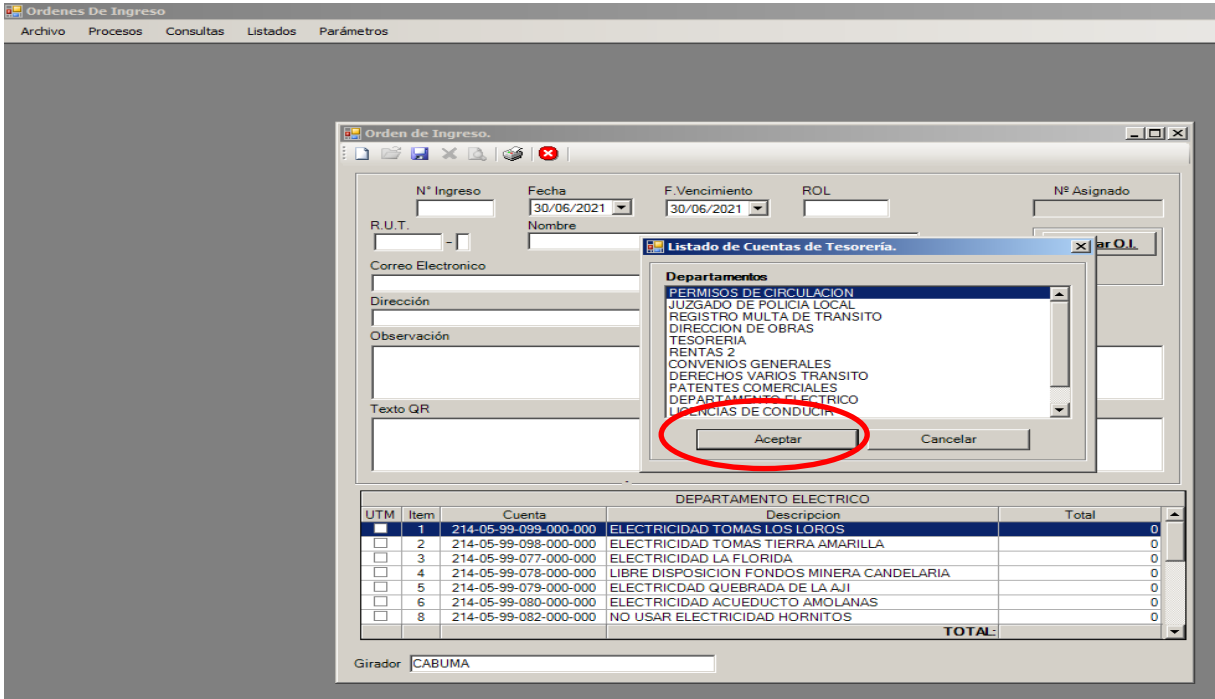 Ordenes De Ingreso
Archivo Procesos Consultas Listados Parámetros
Orden de Ingreso.
N° Ingreso Fecha F.Vencimiento ROL Nº Asignado
30/06/2021 30/06/2021
R.U.T. Nombre
-
ar O.I.
Correo Electronico
Dirección
Observación
Texto QR
Listado de Cuentas de Tesorería.
Departamentos
PERMISOS DE CIRCULACION
JUZGADO DE POLICIA LOCAL
REGISTRO MULTA DE TRANSITO
DIRECCION DE OBRAS
TESORERIA
RENTAS 2
CONVENIOS GENERALES
DERECHOS VARIOS TRANSITO
PATENTES COMERCIALES
DEPARTAMENTO ELECTRICO
LICENCIAS DE CONDUCIR
Aceptar Cancelar
DEPARTAMENTO ELECTRICO
UTM Item Cuenta Descripcion Total
1 214-05-99-099-000-000 ELECTRICIDAD TOMAS LOS LOROS 0
2 214-05-99-098-000-000 ELECTRICIDAD TOMAS TIERRA AMARILLA 0
3 214-05-99-077-000-000 ELECTRICIDAD LA FLORIDA 0
4 214-05-99-078-000-000 LIBRE DISPOSICION FONDOS MINERA CANDELARIA 0
5 214-05-99-079-000-000 ELECTRICDAD QUEBRADA DE LA AJI 0
6 214-05-99-080-000-000 ELECTRICIDAD ACUEDUCTO AMOLANAS 0
8 214-05-99-082-000-000 NO USAR ELECTRICIDAD HORNITOS 0
TOTAL:
Girador CABUMA